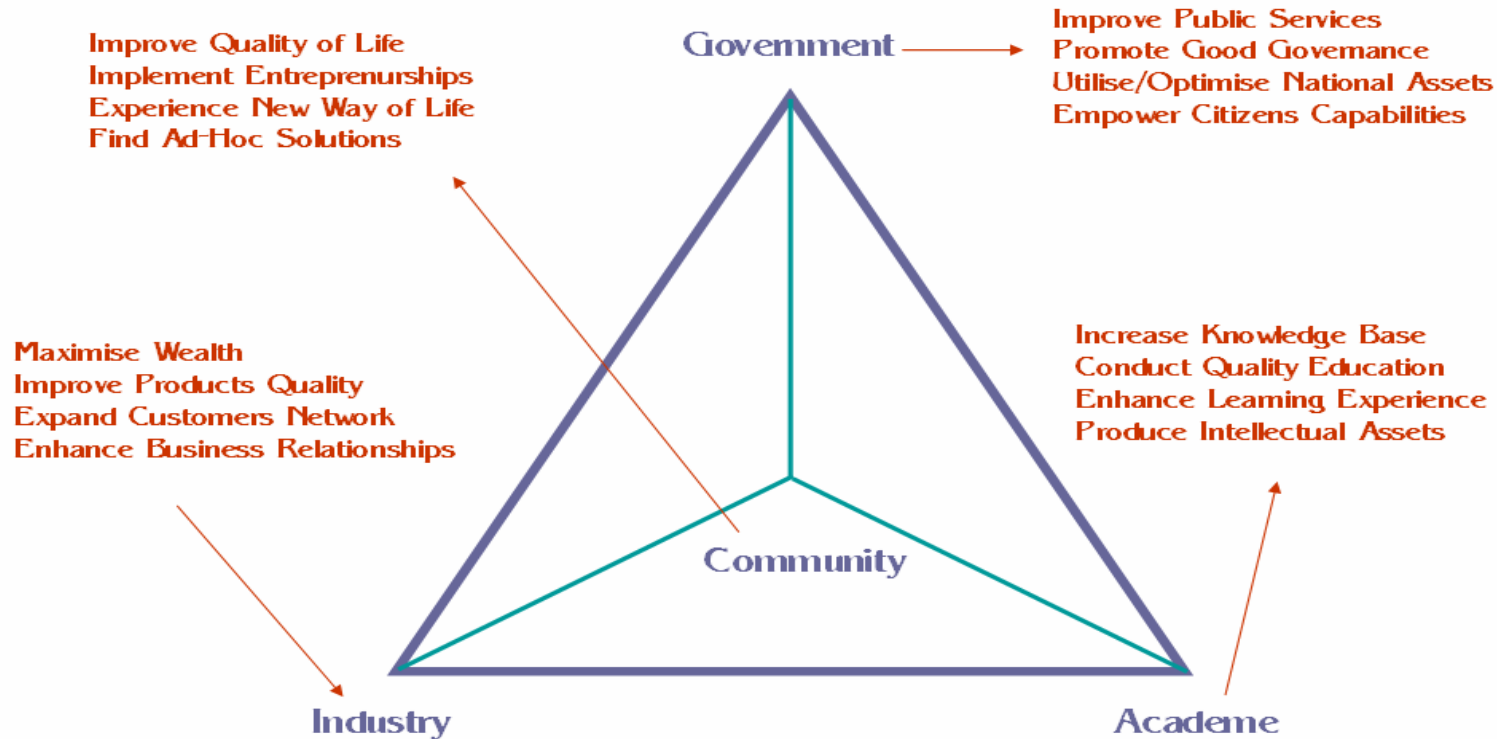 Improve Quality of Life
Implement Entreprenurships
Experience New Way of Life
Find Ad-Hoc Solutions
Government
Improve Public Services
Promote Good Governance
Utilise/Optimise National Assets
Empower Citizens Capabilities
Maximise Wealth
Improve Products Quality
Expand Customers Network
Enhance Business Relationships
Increase Knowledge Base
Conduct Quality Education
Enhance Learning Experience
Produce Intellectual Assets
Community
Industry
Academe